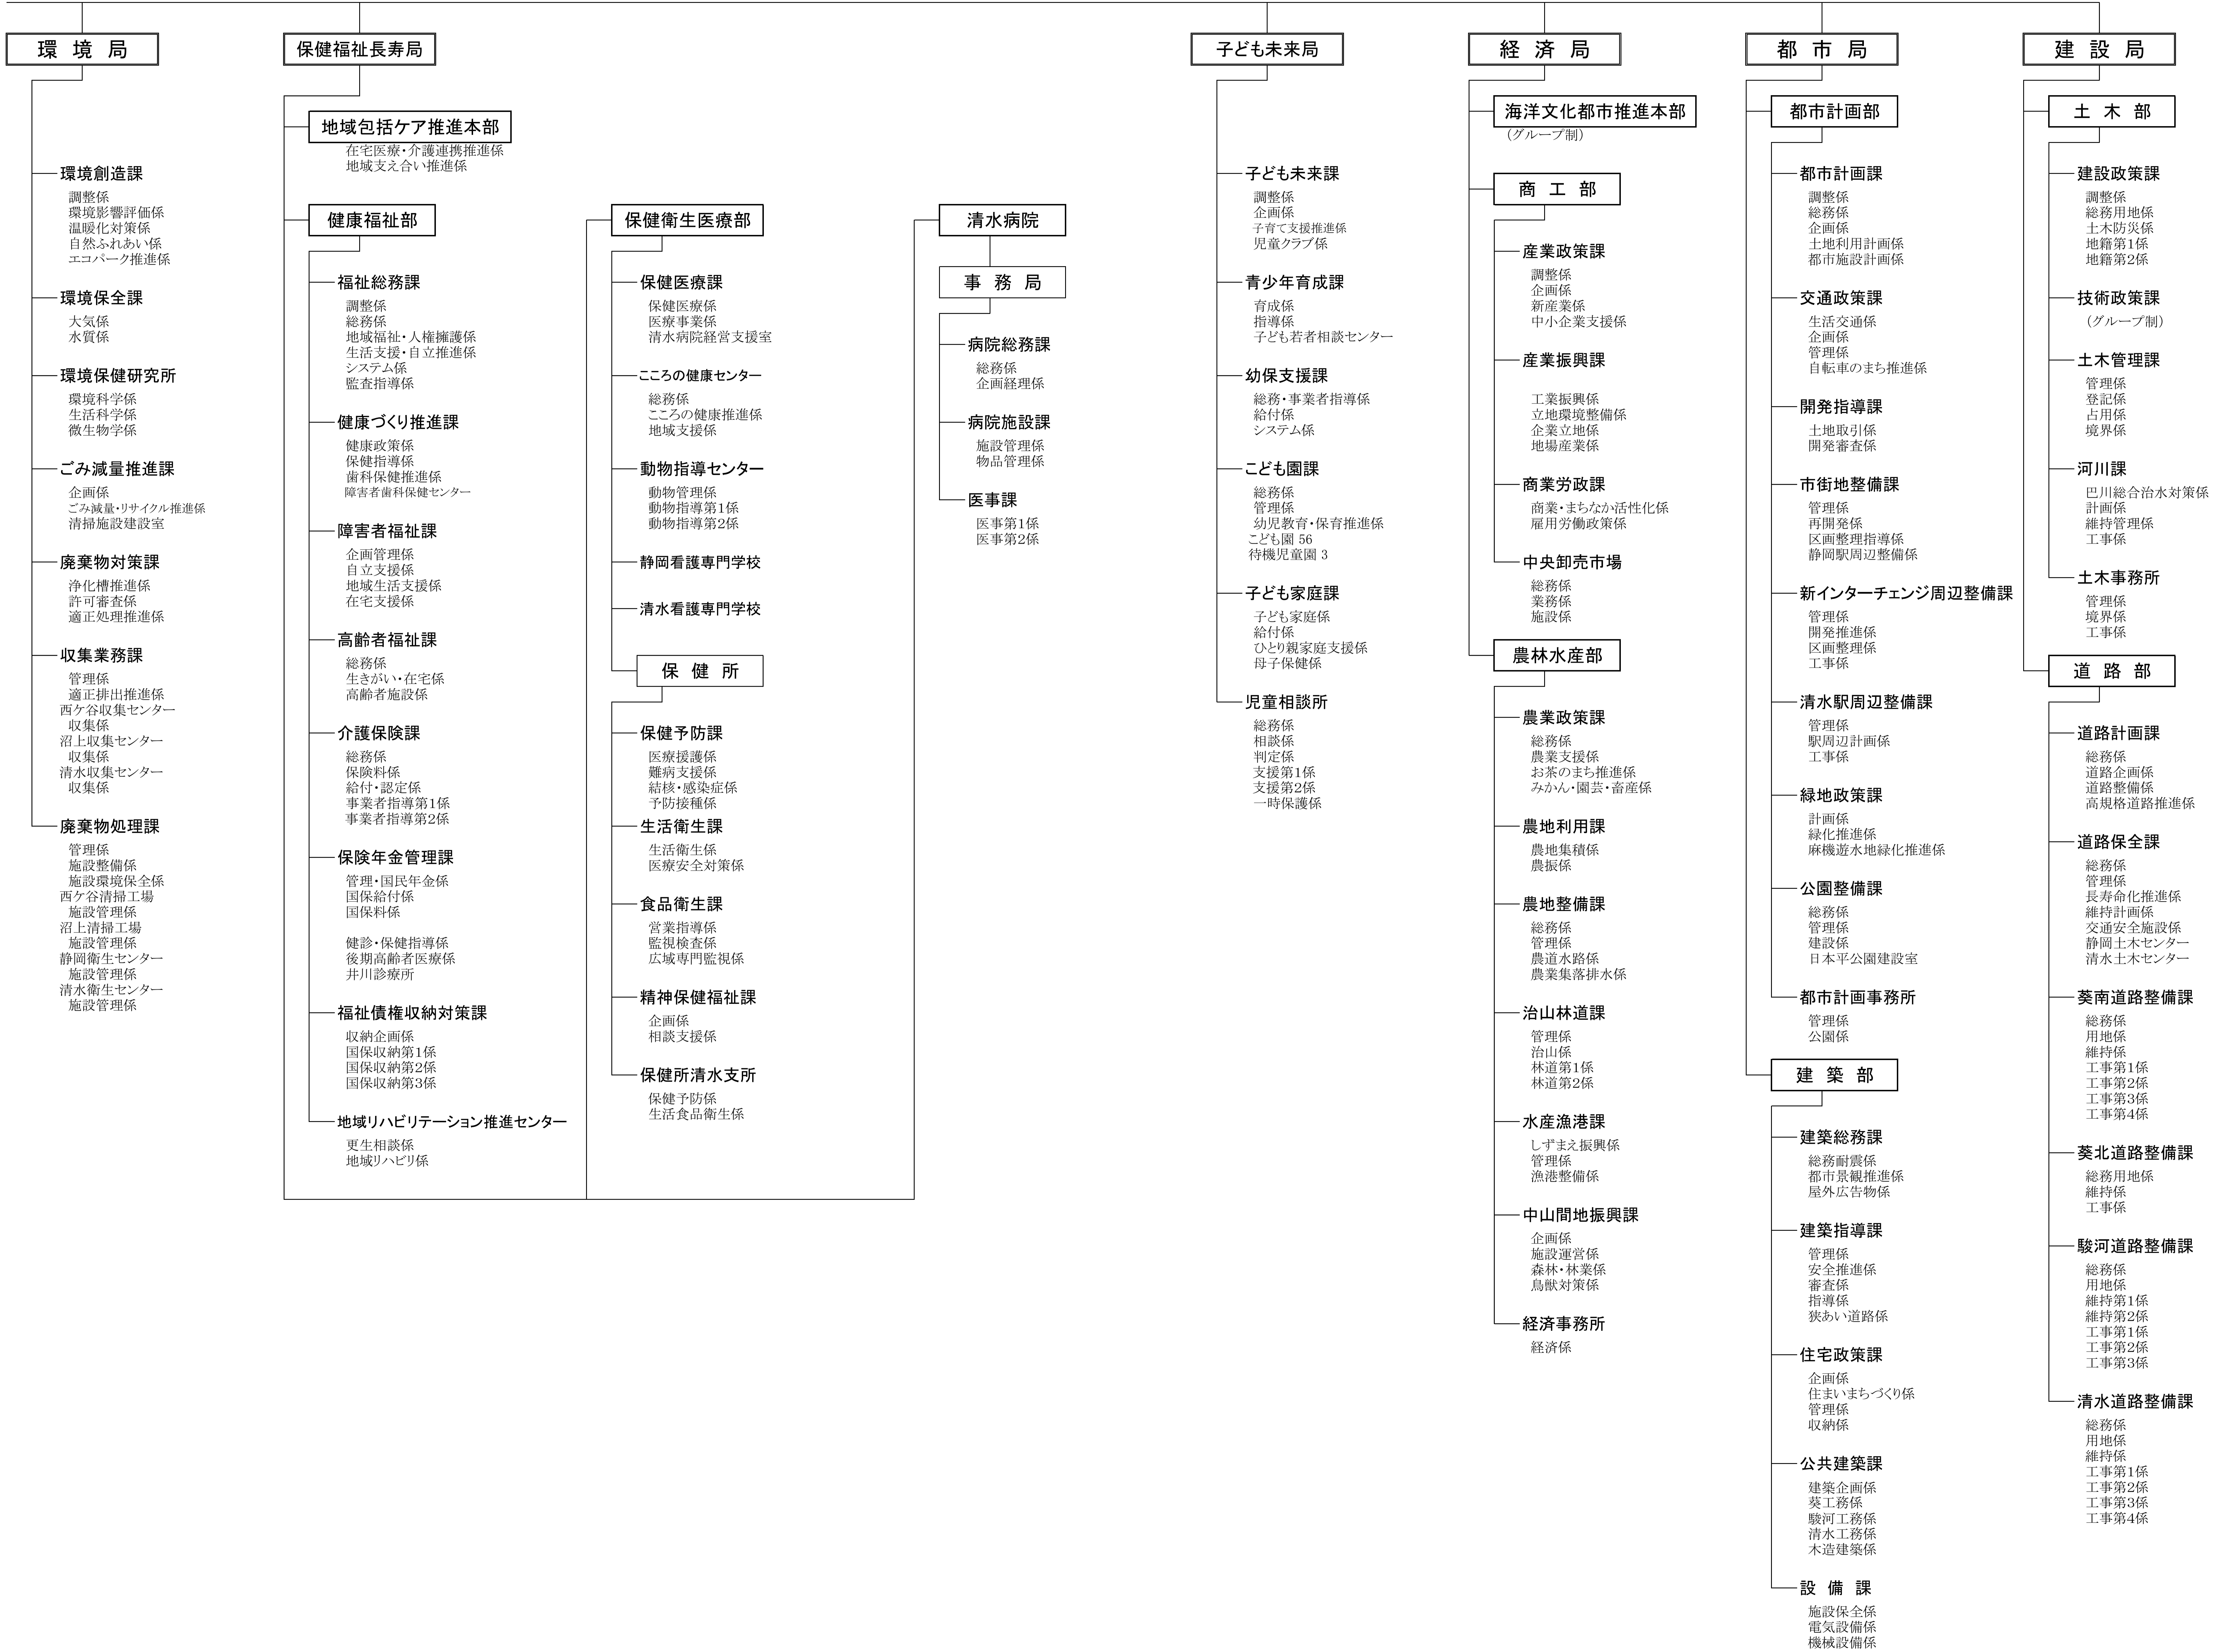 環境局
環境創造課
調整係
環境影響評価係
温暖化対策係
自然ふれあい係
エコパーク推進係
環境保全課
大気係
水質係
環境保健研究所
環境科学係
生活科学係
微生物学係
ごみ減量推進課
企画係
ごみ減量・リサイクル推進係
清掃施設建設室
廃棄物対策課
浄化槽推進係
許可審査係
適正処理推進係
収集業務課
管理係
適正排出推進係
西ケ谷収集センター
収集係
沼上収集センター
収集係
清水収集センター
収集係
廃棄物処理課
管理係
施設整備係
施設環境保全係
西ケ谷清掃工場
施設管理係
沼上清掃工場
施設管理係
静岡衛生センター
施設管理係
清水衛生センター
施設管理係
保健福祉長寿局
地域包括ケア推進本部
在宅医療・介護連携推進係
地域支え合い推進係
健康福祉部
福祉総務課
調整係
総務係
地域福祉・人権擁護係
生活支援・自立推進係
システム係
監査指導係
健康づくり推進課
健康政策係
保健指導係
歯科保健推進係
障害者歯科保健センター
障害者福祉課
企画管理係
自立支援係
地域生活支援係
在宅支援係
高齢者福祉課
総務係
生きがい・在宅係
高齢者施設係
介護保険課
総務係
保険料係
給付・認定係
事業者指導第1係
事業者指導第2係
保険年金管理課
管理・国民年金係
国保給付係
国保料係
健診・保健指導係
後期高齢者医療係
井川診療所
福祉債権収納対策課
収納企画係
国保収納第1係
国保収納第2係
国保収納第3係
地域リハビリテーション推進センター
更生相談係
地域リハビリ係
保健衛生医療部
保健医療課
保健医療係
医療事業係
清水病院経営支援室
こころの健康センター
総務係
こころの健康推進係
地域支援係
動物指導センター
動物管理係
動物指導第1係
動物指導第2係
静岡看護専門学校
清水看護専門学校
保健所
保健予防課
医療援護係
難病支援係
結核・感染症係
予防接種係
生活衛生課
生活衛生係
医療安全対策係
食品衛生課
営業指導係
監視検査係
広域専門監視係
精神保健福祉課
企画係
相談支援係
保健所清水支所
保健予防係
生活食品衛生係
清水病院
事務局
病院総務課
総務係
企画経理係
病院施設課
施設管理係
物品管理係
医事課
医事第1係
医事第2係
子ども未来局
子ども未来課
調整係
企画係
子育て支援推進係
児童クラブ係
青少年育成課
育成係
指導係
子ども若者相談センター
幼保支援課
総務・事業者指導係
給付係
システム係
こども園課
総務係
管理係
幼児教育・保育推進係
こども園 56
待機児童園 3
子ども家庭課
子ども家庭係
給付係
ひとり親家庭支援係
母子保健係
児童相談所
総務係
相談係
判定係
支援第1係
支援第2係
一時保護係
経済局
海洋文化都市推進本部
(グループ制)
商工部
産業政策課
調整係
企画係
新産業係
中小企業支援係
産業振興課
工業振興係
立地環境整備係
企業立地係
地場産業係
商業労政課
商業・まちなか活性化係
雇用労働政策係
中央卸売市場
総務係
業務係
施設係
農林水産部
農業政策課
総務係
農業支援係
お茶のまち推進係
みかん・園芸・畜産係
農地利用課
農地集積係
農振係
農地整備課
総務係
管理係
農道水路係
農業集落排水係
治山林道課
管理係
治山係
林道第1係
林道第2係
水産漁港課
しずまえ振興係
管理係
漁港整備係
中山間地振興課
企画係
施設運営係
森林・林業係
鳥獣対策係
経済事務所
経済係
都市局
都市計画部
都市計画課
調整係
総務係
企画係
土地利用計画係
都市施設計画係
交通政策課
生活交通係
企画係
管理係
自転車のまち推進係
開発指導課
土地取引係
開発審査係
市街地整備課
管理係
再開発係
区画整理指導係
静岡駅周辺整備係
新インターチェンジ周辺整備課
管理係
開発推進係
区画整理係
工事係
清水駅周辺整備課
管理係
駅周辺計画係
工事係
緑地政策課
計画係
緑化推進係
麻機遊水地緑化推進係
公園整備課
総務係
管理係
建設係
日本平公園建設室
都市計画事務所
管理係
公園係
建築部
建築総務課
総務耐震係
都市景観推進係
屋外広告物係
建築指導課
管理係
安全推進係
審査係
指導係
狭あい道路係
住宅政策課
企画係
住まいまちづくり係
管理係
収納係
公共建築課
建築企画係
葵工務係
駿河工務係
清水工務係
木造建築係
設備課
施設保全係
電気設備係
機械設備係
建設局
土木部
建設政策課
調整係
総務用地係
土木防災係
地籍第1係
地籍第2係
技術政策課
(グループ制)
土木管理課
管理係
登記係
占用係
境界係
河川課
巴川総合治水対策係
計画係
維持管理係
工事係
土木事務所
管理係
境界係
工事係
道路部
道路計画課
総務係
道路企画係
道路整備係
高規格道路推進係
道路保全課
総務係
管理係
長寿命化推進係
維持計画係
交通安全施設係
静岡土木センター
清水土木センター
葵南道路整備課
総務係
用地係
維持係
工事第1係
工事第2係
工事第3係
工事第4係
葵北道路整備課
総務用地係
維持係
工事係
駿河道路整備課
総務係
用地係
維持第1係
維持第2係
工事第1係
工事第2係
工事第3係
清水道路整備課
総務係
用地係
維持係
工事第1係
工事第2係
工事第3係
工事第4係